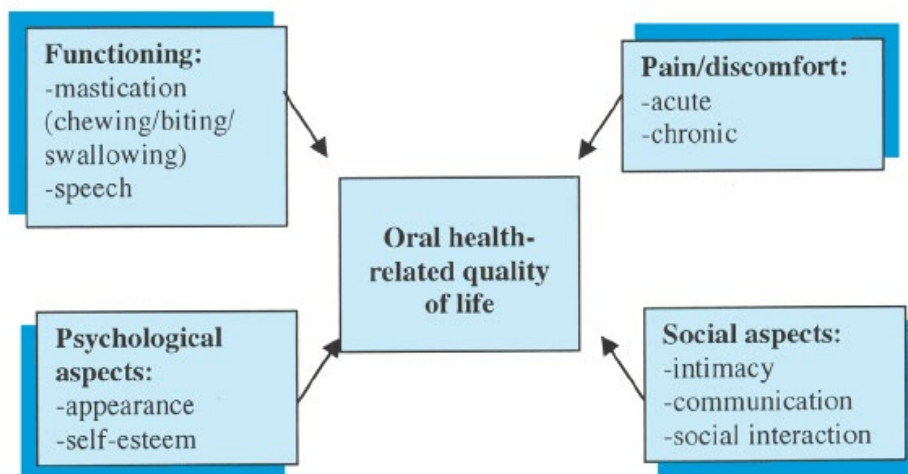 Functioning:
-mastication
(chewing/biting/
swallowing)
-speech
Pain/discomfort:
-acute
-chronic
Oral health-
related quality
of life
Psychological
aspects:
-appearance
-self-esteem
Social aspects:
-intimacy
-communication
-social interaction